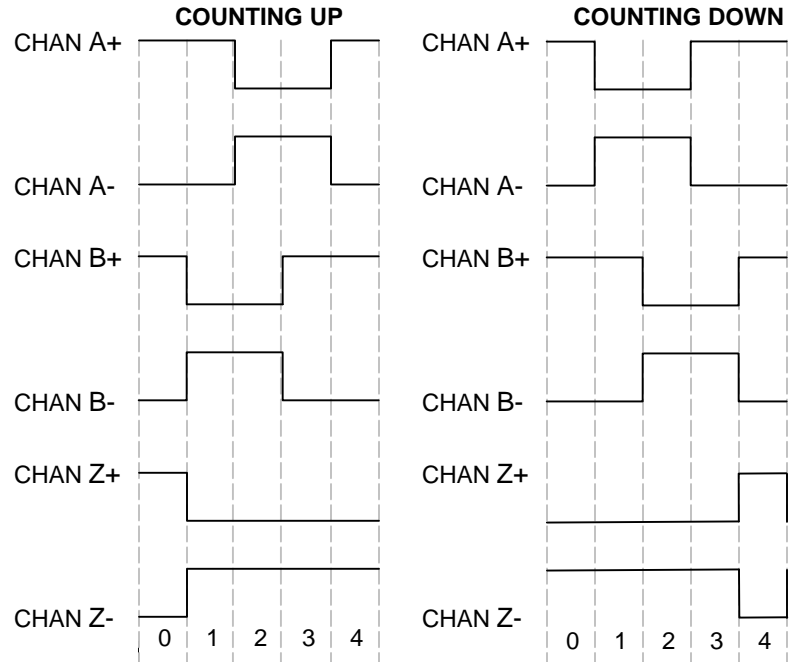 COUNTING UP
CHAN A+
CHAN A-
CHAN B+
CHAN B-
CHAN Z+
CHAN Z-
0 1 2 3 4
COUNTING DOWN
CHAN A+
CHAN A-
CHAN B+
CHAN B-
CHAN Z+
CHAN Z-
0 1 2 3 4